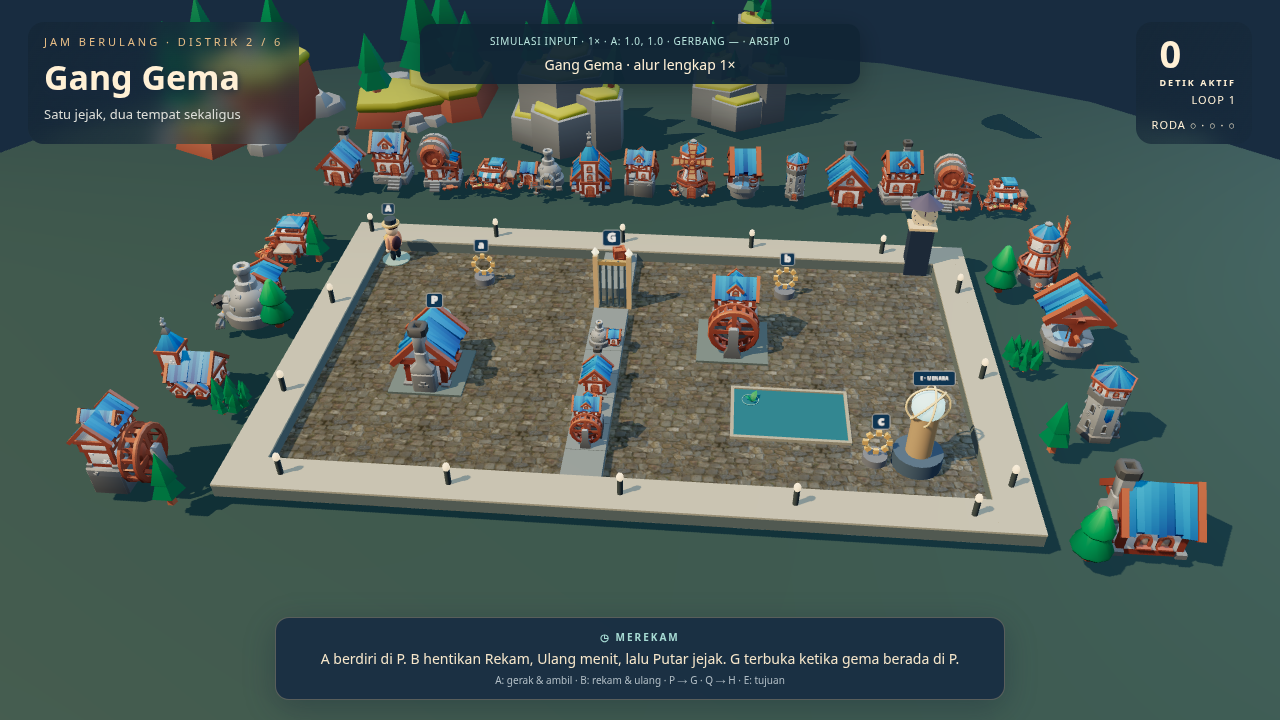 JAM BERULANG · DISTRIK 2 / 6
Gang Gema
Satu jejak, dua tempat sekaligus
SIMULASI INPUT · 1× · A: 1.0, 1.0 · GERBANG — · ARSIP 0
Gang Gema · alur lengkap 1×
0
DETIK AKTIF
LOOP 1
RODA ○ · ○ · ○
A
a
G
b
P
E · MENARA
C
◷ MEREKAM
A berdiri di P. B hentikan Rekam, Ulang menit, lalu Putar jejak. G terbuka ketika gema berada di P.
A: gerak & ambil · B: rekam & ulang · P → G · Q → H · E: tujuan